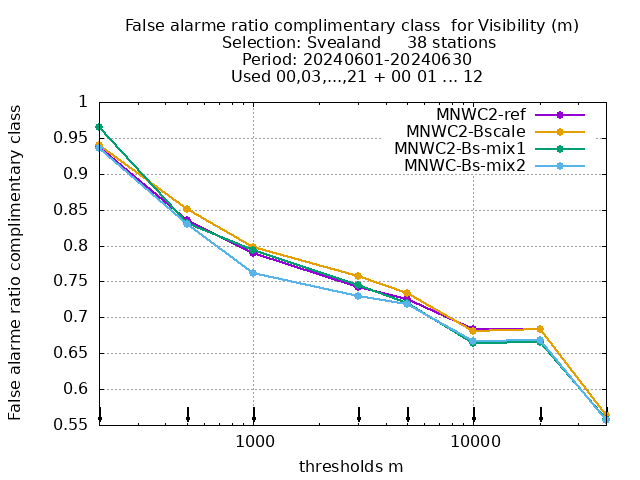 False alarme ratio complimentary class  for Visibility (m)
Selection: Svealand     38 stations
Period: 20240601-20240630
Used 00,03,...,21 + 00 01 ... 12
False alarme ratio complimentary class
1
0.95
0.9
0.85
0.8
0.75
0.7
0.65
0.6
0.55
MNWC2-ref
MNWC2-Bscale
MNWC2-Bs-mix1
MNWC-Bs-mix2
1000
10000
thresholds m